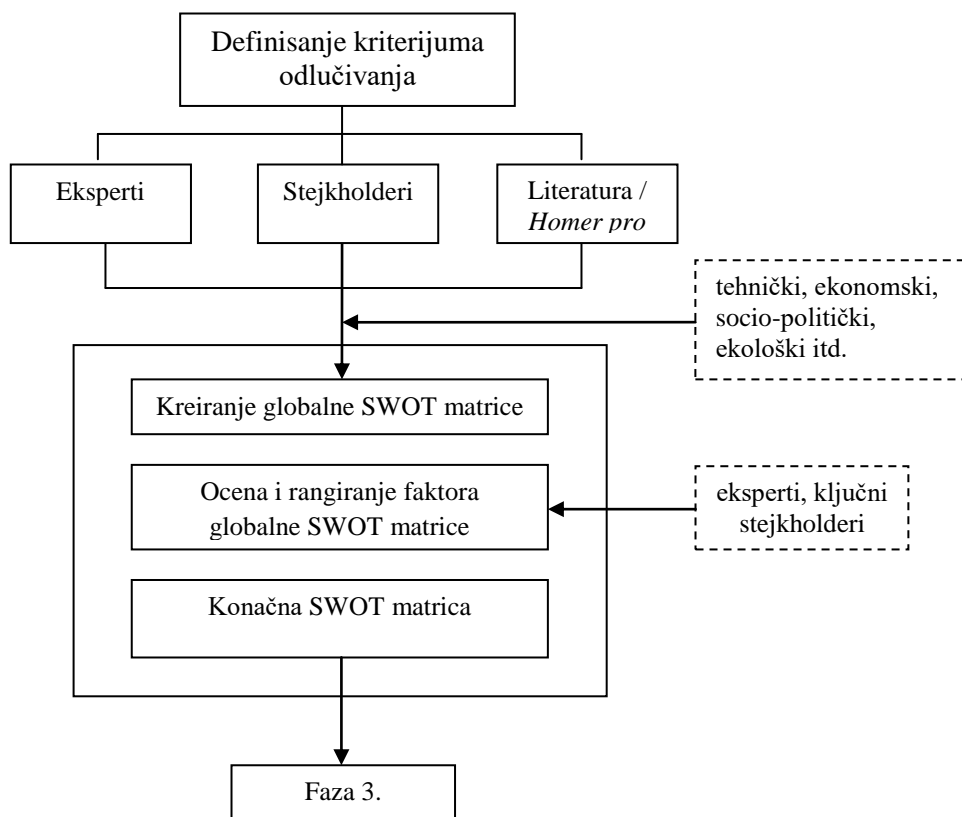 Definisanje kriterijuma
odlučivanja
Eksperti
Stejkholderi
Literatura /
Homer pro
tehnički, ekonomski,
socio-politički,
ekološki itd.
Kreiranje globalne SWOT matrice
Ocena i rangiranje faktora
globalne SWOT matrice
eksperti, ključni
stejkholderi
Konačna SWOT matrica
Faza 3.